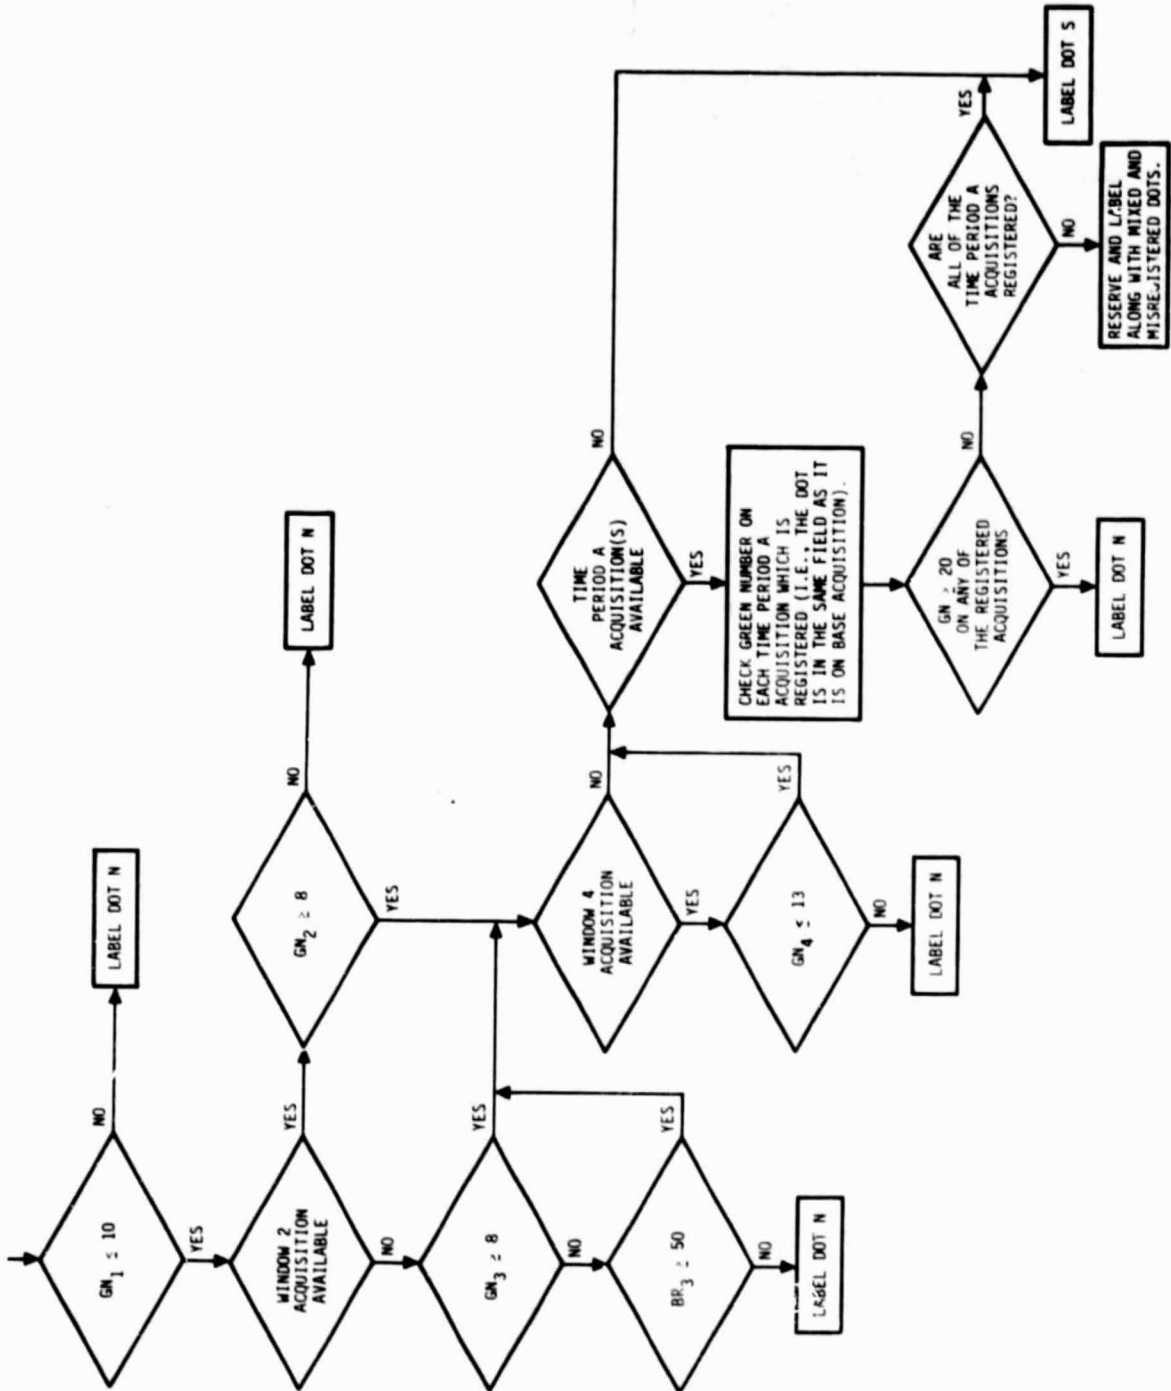 GN1 ≤ 10
NO
LABEL DOT N
YES
WINDOW 2
ACQUISITION
AVAILABLE
YES
GN2 ≥ 8
NO
LABEL DOT N
YES
NO
GN3 ≥ 8
YES
NO
BR3 ≥ 50
YES
NO
LABEL DOT N
WINDOW 4
ACQUISITION
AVAILABLE
NO
YES
GN4 ≤ 13
YES
NO
LABEL DOT N
TIME
PERIOD A
ACQUISITION(S)
AVAILABLE
NO
YES
CHECK GREEN NUMBER ON
EACH TIME PERIOD A
ACQUISITION WHICH IS
REGISTERED (I.E., THE DOT
IS IN THE SAME FIELD AS IT
IS ON BASE ACQUISITION).
GN ≥ 20
ON ANY OF
THE REGISTERED
ACQUISITIONS
NO
YES
LABEL DOT N
ARE
ALL OF THE
TIME PERIOD A
ACQUISITIONS
REGISTERED?
YES
NO
LABEL DOT S
RESERVE AND LABEL
ALONG WITH MIXED AND
MISREGISTERED DOTS.